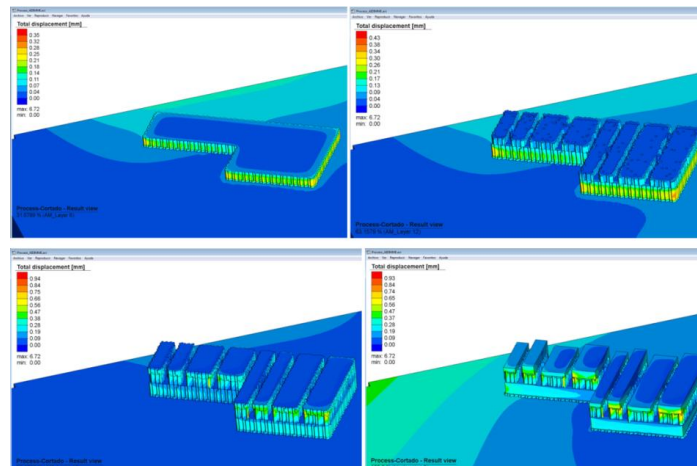 Total displacement [mm]
0.35
0.32
0.28
0.25
0.21
0.18
0.14
0.11
0.07
0.04
0.00
max: 6.72
min: 0.00
Process-Cortado - Result view
Total displacement [mm]
0.43
0.38
0.34
0.30
0.26
0.21
0.17
0.13
0.09
0.04
0.00
max: 6.72
min: 0.00
Process-Cortado - Result view
Total displacement [mm]
0.94
0.84
0.75
0.66
0.56
0.47
0.38
0.28
0.19
0.09
0.00
max: 6.72
min: 0.00
Process-Cortado - Result view
Total displacement [mm]
0.93
0.84
0.74
0.65
0.56
0.46
0.37
0.28
0.19
0.09
0.00
max: 6.72
min: 0.00
Process-Cortado - Result view